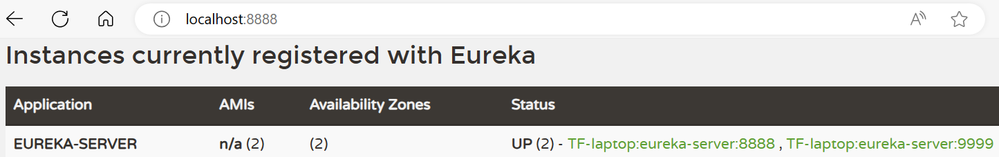 localhost:8888
Instances currently registered with Eureka
Application AMIs Availability Zones Status
EUREKA-SERVER n/a (2) (2) UP (2) - TF-laptop:eureka-server:8888 , TF-laptop:eureka-server:9999